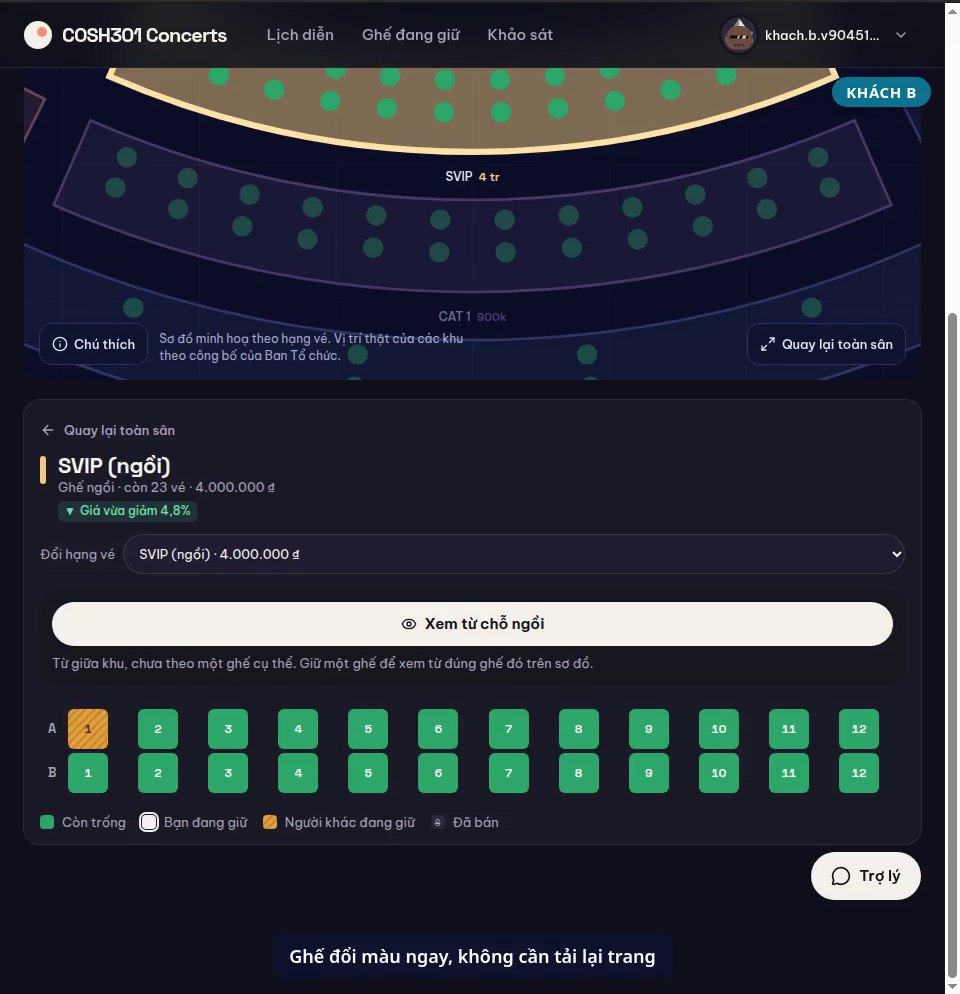 COSH301 Concerts
Lịch diễn
Ghế đang giữ
Khảo sát
khach.b.v90451...
KHÁCH B
SVIP 4 tr
CAT 1 900k
Chú thích
Sơ đồ minh hoạ theo hạng vé. Vị trí thật của các khu
theo công bố của Ban Tổ chức.
Quay lại toàn sân
Quay lại toàn sân
SVIP (ngồi)
Ghế ngồi · còn 23 vé · 4.000.000 ₫
▼ Giá vừa giảm 4,8%
Đổi hạng vé
SVIP (ngồi) · 4.000.000 ₫
Xem từ chỗ ngồi
Từ giữa khu, chưa theo một ghế cụ thể. Giữ một ghế để xem từ đúng ghế đó trên sơ đồ.
A 1 2 3 4 5 6 7 8 9 10 11 12
B 1 2 3 4 5 6 7 8 9 10 11 12
Còn trống
Bạn đang giữ
Người khác đang giữ
8 Đã bán
Trợ lý
Ghế đổi màu ngay, không cần tải lại trang